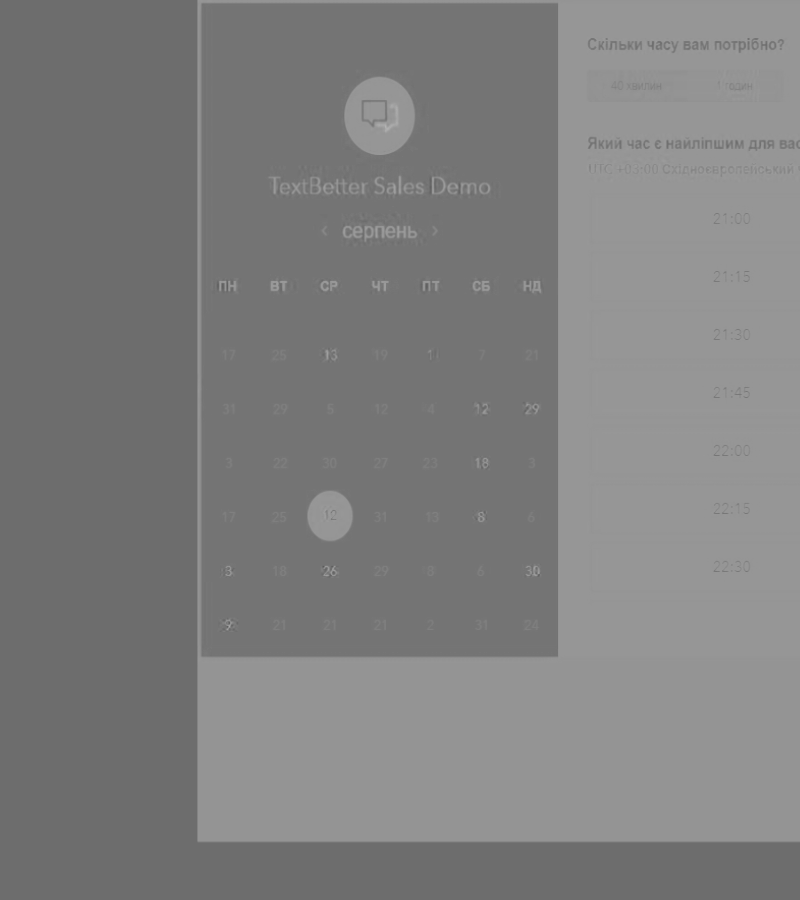 TextBetter Sales Demo
‹ серпень ›
ПН ВТ СР ЧТ ПТ СБ НД
17 25 13 19 1 7 21
31 29 5 12 4 12 29
3 22 30 27 23 18 3
17 25 12 31 13 8 6
3 18 26 29 8 6 30
9 21 21 21 2 31 24
Скільки часу вам потрібно?
40 хвилин 1 годин
Який час є найліпшим для вас
UTC +03:00 Східноєвропейський
21:00
21:15
21:30
21:45
22:00
22:15
22:30